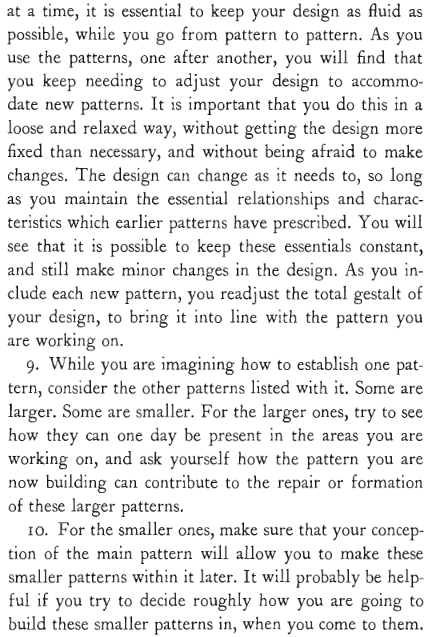 at a time, it is essential to keep your design as fluid as
possible, while you go from pattern to pattern. As you
use the patterns, one after another, you will find that
you keep needing to adjust your design to accommo-
date new patterns. It is important that you do this in a
loose and relaxed way, without getting the design more
fixed than necessary, and without being afraid to make
changes. The design can change as it needs to, so long
as you maintain the essential relationships and charac-
teristics which earlier patterns have prescribed. You will
see that it is possible to keep these essentials constant,
and still make minor changes in the design. As you in-
clude each new pattern, you readjust the total gestalt of
your design, to bring it into line with the pattern you
are working on.
9. While you are imagining how to establish one pat-
tern, consider the other patterns listed with it. Some are
larger. Some are smaller. For the larger ones, try to see
how they can one day be present in the areas you are
working on, and ask yourself how the pattern you are
now building can contribute to the repair or formation
of these larger patterns.
10. For the smaller ones, make sure that your concep-
tion of the main pattern will allow you to make these
smaller patterns within it later. It will probably be help-
ful if you try to decide roughly how you are going to
build these smaller patterns in, when you come to them.